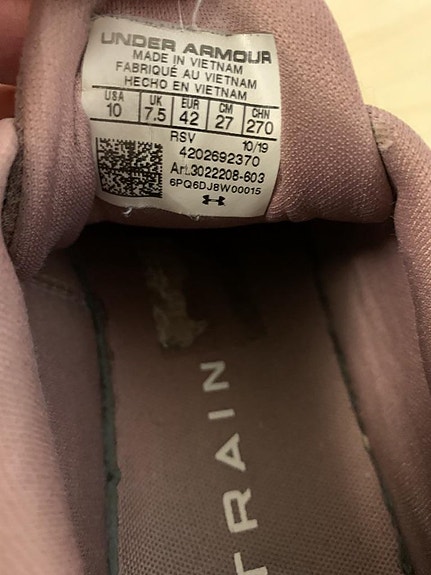 UNDER ARMOUR
MADE IN VIETNAM
FABRIQUÉ AU VIETNAM
HECHO EN VIETNAM
USA UK EUR CM CHN
10 7.5 42 27 270
RSV 10/19
4202692370
Art.3022208-603
6PQ6DJ8W00015
TRAIN